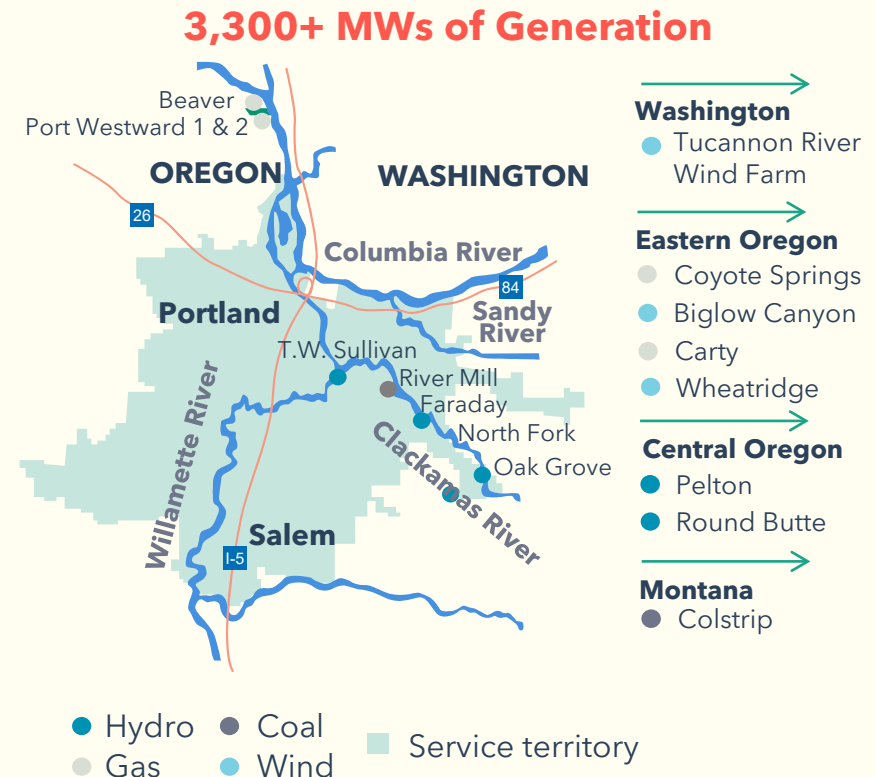 3,300+ MWs of Generation
Beaver
Port Westward 1 & 2
OREGON
WASHINGTON
26
Columbia River
84
Portland
Sandy
River
T.W. Sullivan
River Mill
Faraday
North Fork
Oak Grove
Willamette River
Clackamas River
Salem
I-5
Washington
Tucannon River
Wind Farm
Eastern Oregon
Coyote Springs
Biglow Canyon
Carty
Wheatridge
Central Oregon
Pelton
Round Butte
Montana
Colstrip
Hydro
Coal
Service territory
Gas
Wind